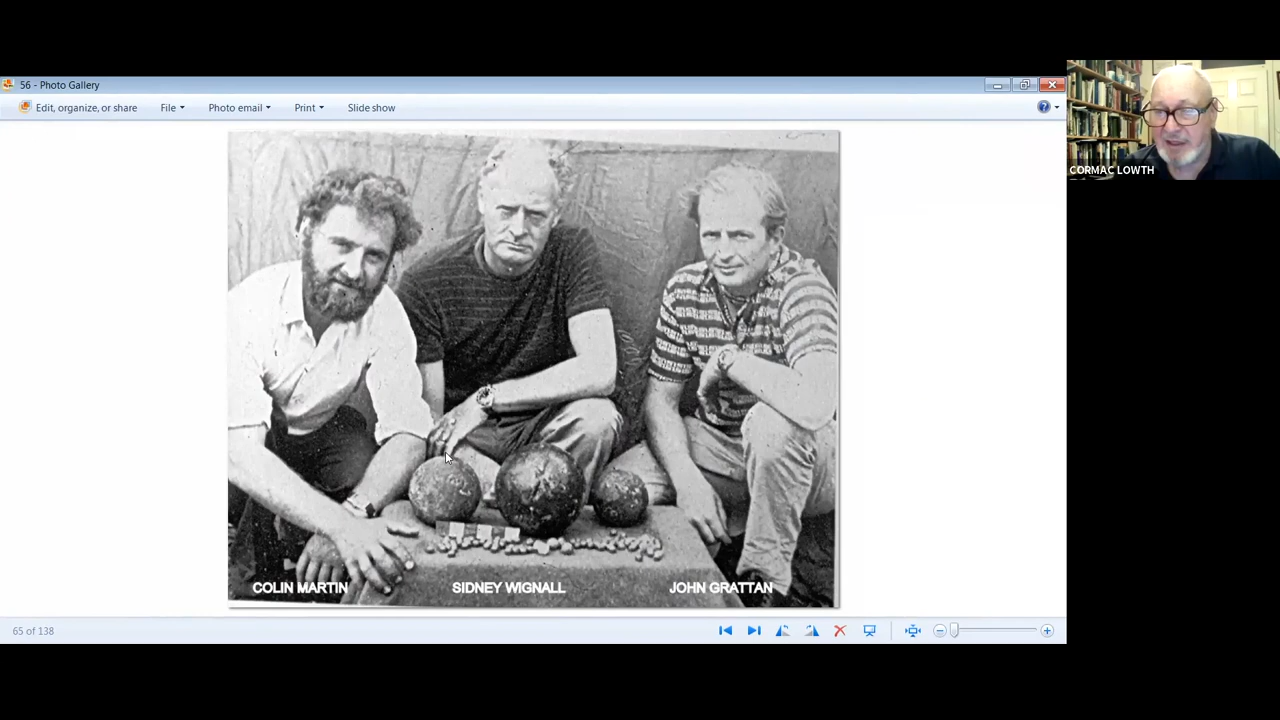 56 - Photo Gallery
Edit, organize, or share File Photo email Print Slide show
CORMAC LOWTH
COLIN MARTIN SIDNEY WIGNALL JOHN GRATTAN
65 of 138